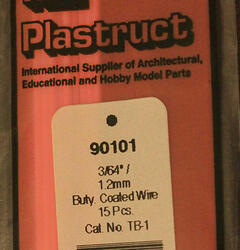 Plastruct
International Supplier of Architectural,
Educational and Hobby Model Parts
90101
3/64" /
1.2mm
Buty. Coated Wire
15 Pcs.
Cat. No. TB-1